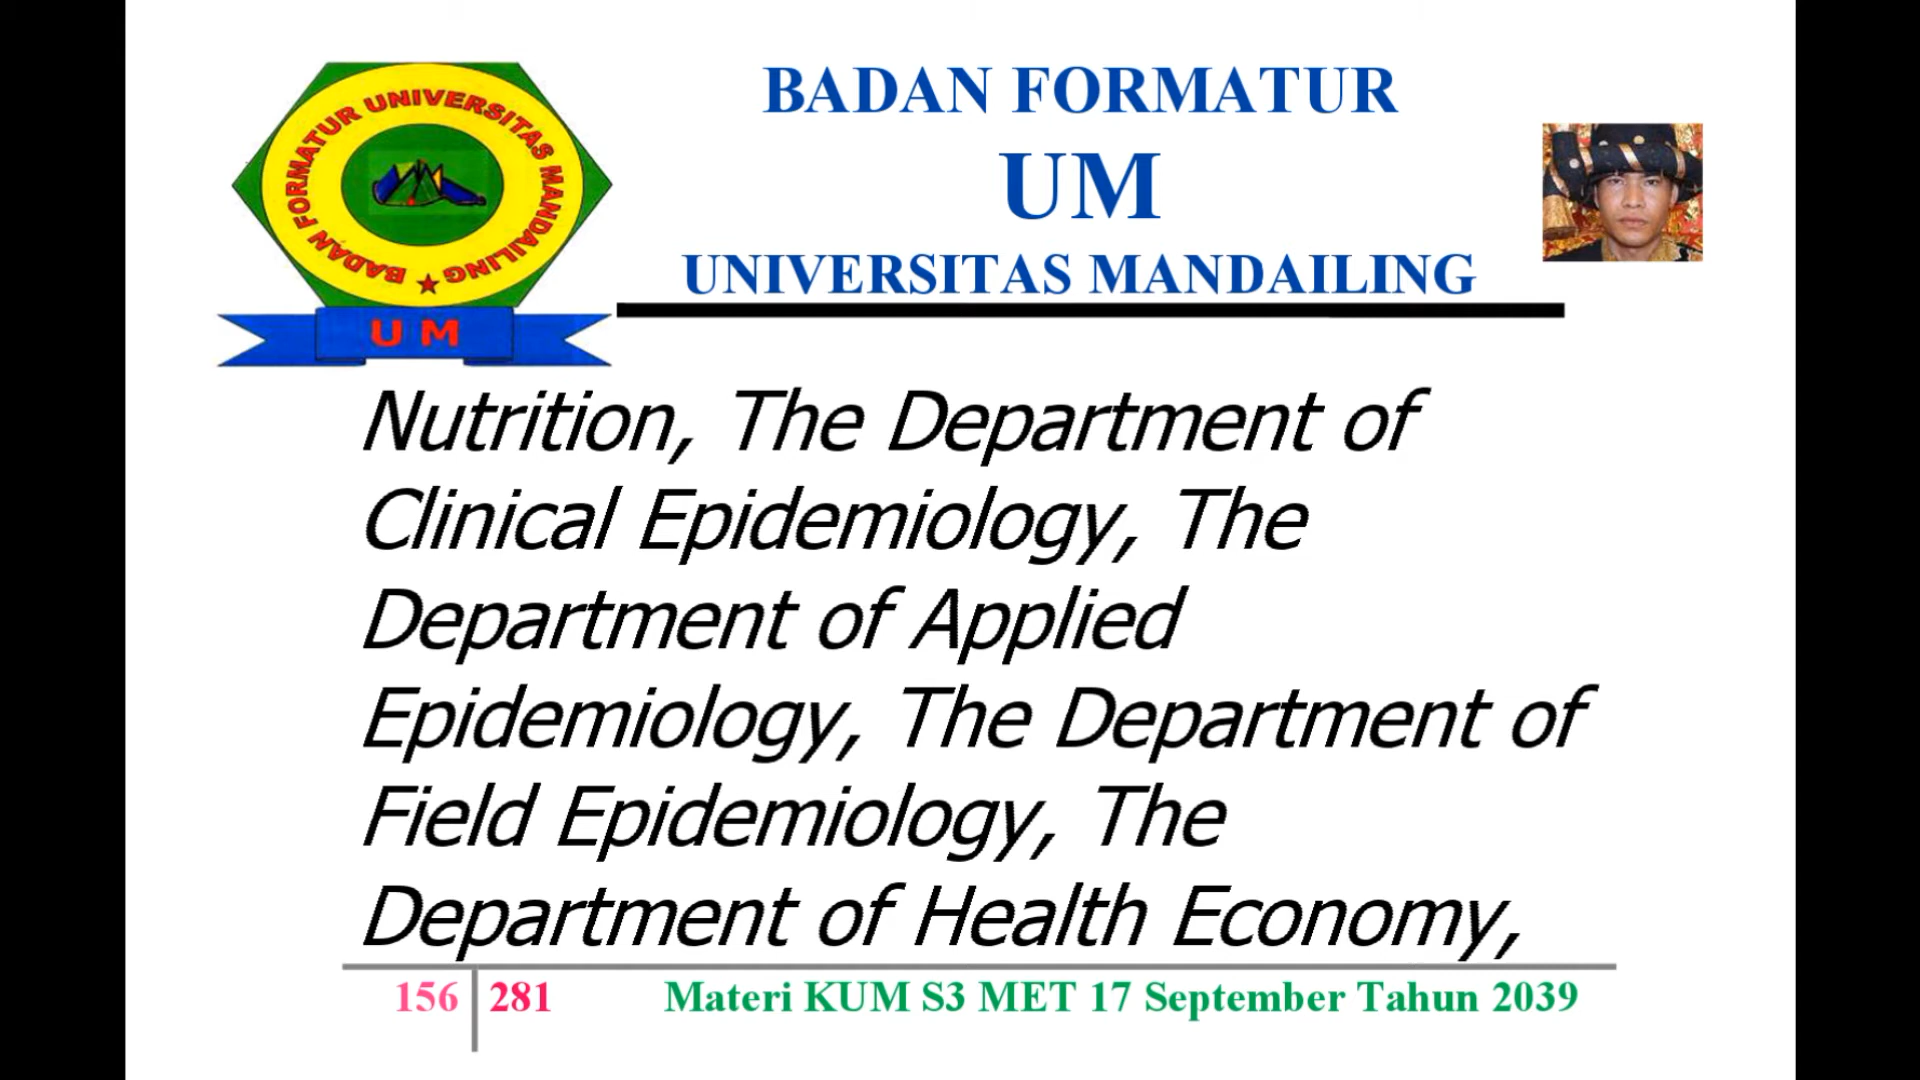 BADAN FORMATUR UNIVERSITAS MANDAILING
U M
BADAN FORMATUR
UM
UNIVERSITAS MANDAILING
Nutrition, The Department of
Clinical Epidemiology, The
Department of Applied
Epidemiology, The Department of
Field Epidemiology, The
Department of Health Economy,
156 281 Materi KUM S3 MET 17 September Tahun 2039